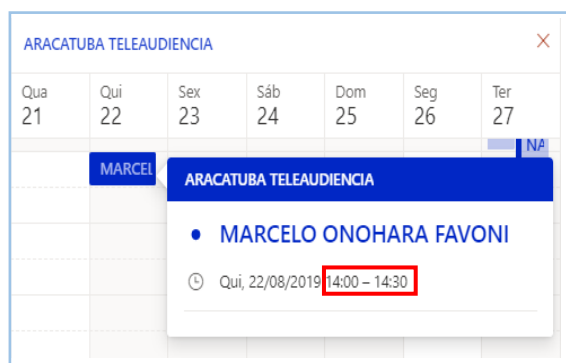 ARACATUBA TELEAUDIENCIA
Qua Qui Sex Sáb Dom Seg Ter
21 22 23 24 25 26 27
NA
MARCEL
ARACATUBA TELEAUDIENCIA
• MARCELO ONOHARA FAVONI
Qui, 22/08/2019 14:00 – 14:30